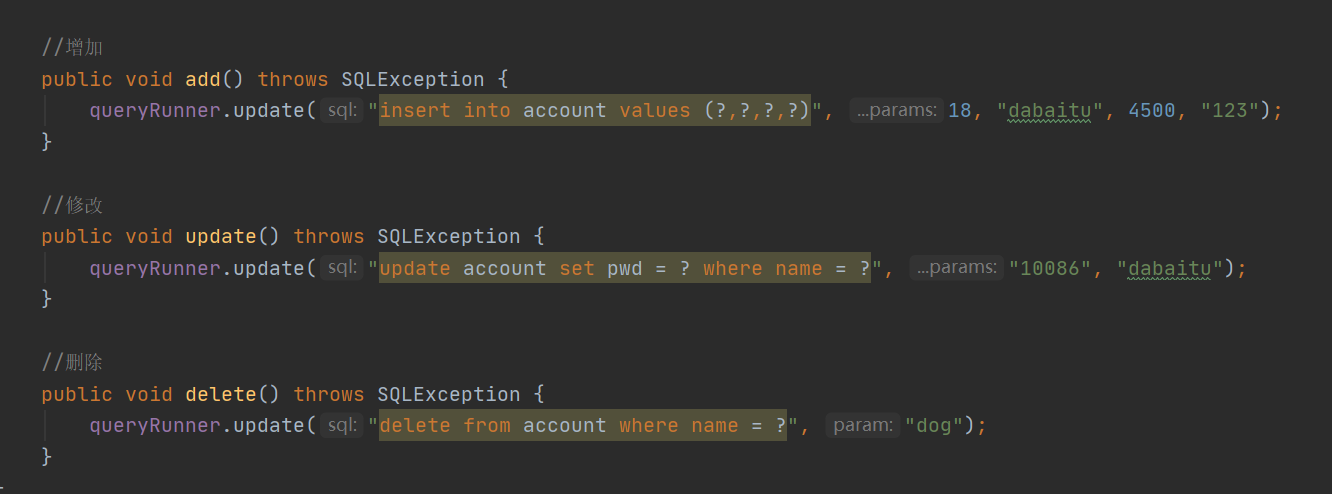 //增加
public void add() throws SQLException {
queryRunner.update( sql: "insert into account values (?,?,?,?)", ...params: 18, "dabaitu", 4500, "123");
}
//修改
public void update() throws SQLException {
queryRunner.update( sql: "update account set pwd = ? where name = ?", ...params: "10086", "dabaitu");
}
//删除
public void delete() throws SQLException {
queryRunner.update( sql: "delete from account where name = ?", param: "dog");
}